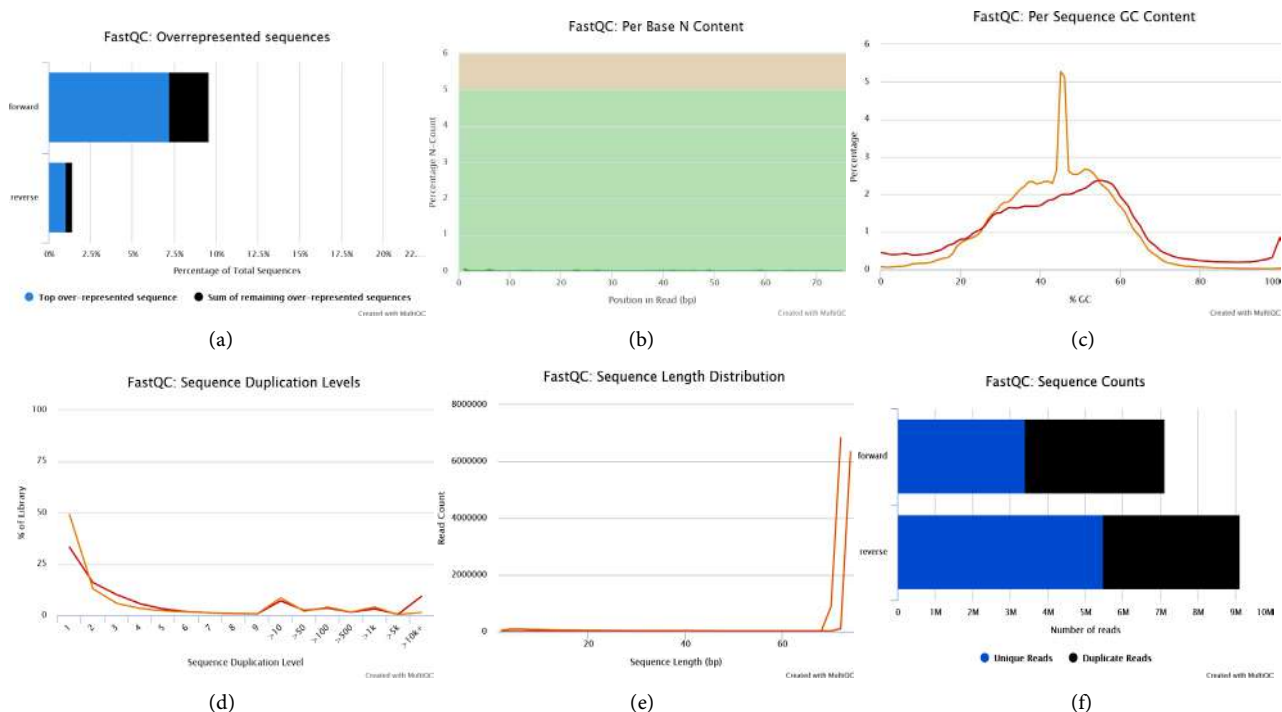 FastQC: Overrepresented sequences
forward
reverse
0% 2.5% 5% 7.5% 10% 12.5% 15% 17.5% 20% 22...
Percentage of Total Sequences
Top over-represented sequence Sum of remaining over-represented sequences
Created with MultiQC
(a)
FastQC: Per Base N Content
Percentage N-Count
6
5
4
3
2
1
0
0 10 20 30 40 50 60 70
Position in Read (bp)
Created with MultiQC
(b)
FastQC: Per Sequence GC Content
Percentage
6
5
4
3
2
1
0
0 20 40 60 80 100
% GC
Created with MultiQC
(c)
FastQC: Sequence Duplication Levels
% of Library
100
75
50
25
0
1 2 3 4 5 6 7 8 9 >10 >50 >100 >500 >1k >5k >10k+
Sequence Duplication Level
Created with MultiQC
(d)
FastQC: Sequence Length Distribution
Read Count
8000000
6000000
4000000
2000000
0
20 40 60
Sequence Length (bp)
Created with MultiQC
(e)
FastQC: Sequence Counts
forward
reverse
0 1M 2M 3M 4M 5M 6M 7M 8M 9M 10M
Number of reads
Unique Reads Duplicate Reads
Created with MultiQC
(f)